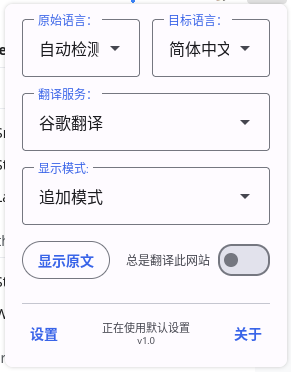 原始语言：
目标语言：
自动检测
简体中文
翻译服务：
谷歌翻译
显示模式:
追加模式
显示原文
总是翻译此网站
设置
正在使用默认设置
v1.0
关于